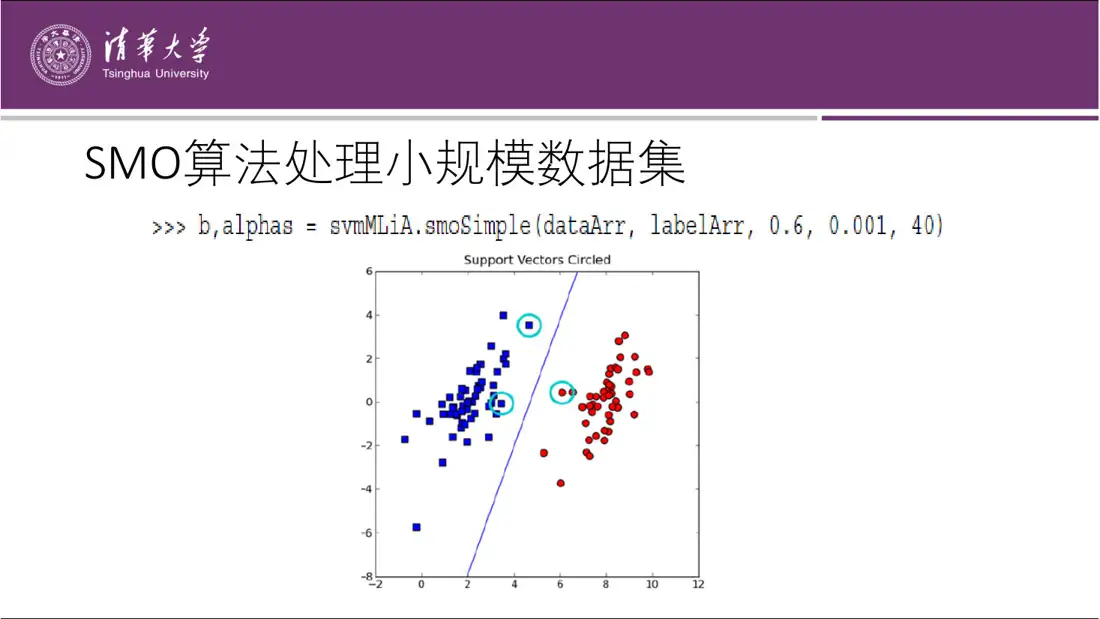 清华大学
Tsinghua University
SMO算法处理小规模数据集
>>> b,alphas = svmMLiA.smoSimple(dataArr, labelArr, 0.6, 0.001, 40)
Support Vectors Circled
6
4
2
0
−2
−4
−6
−8
−2 0 2 4 6 8 10 12